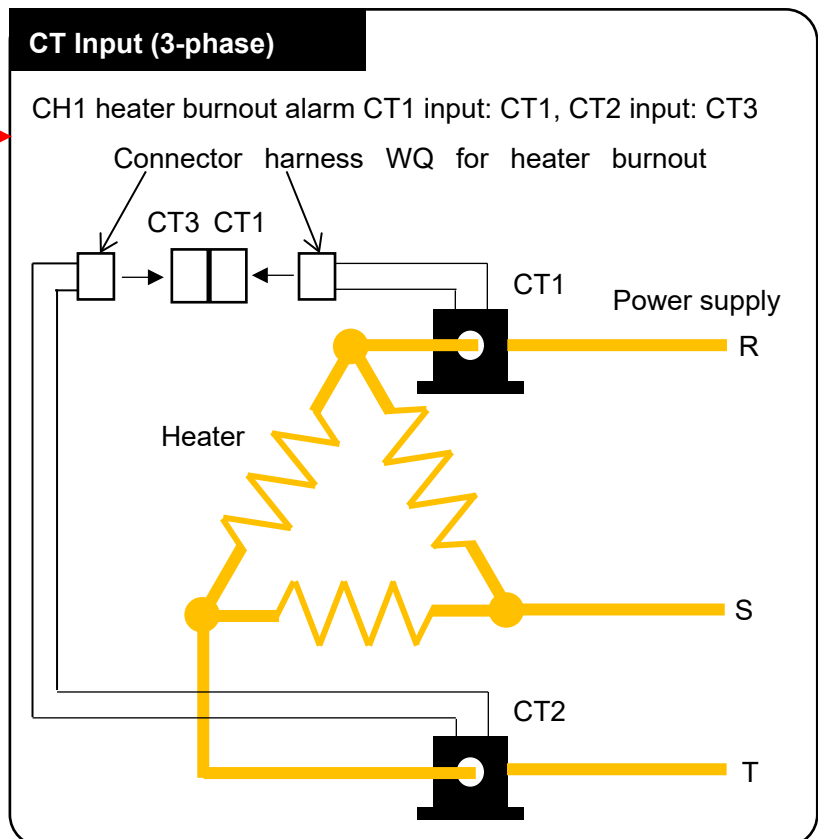 CT Input (3-phase)
CH1 heater burnout alarm CT1 input: CT1, CT2 input: CT3
Connector harness WQ for heater burnout
CT3 CT1
CT1
Power supply
R
Heater
S
CT2
T